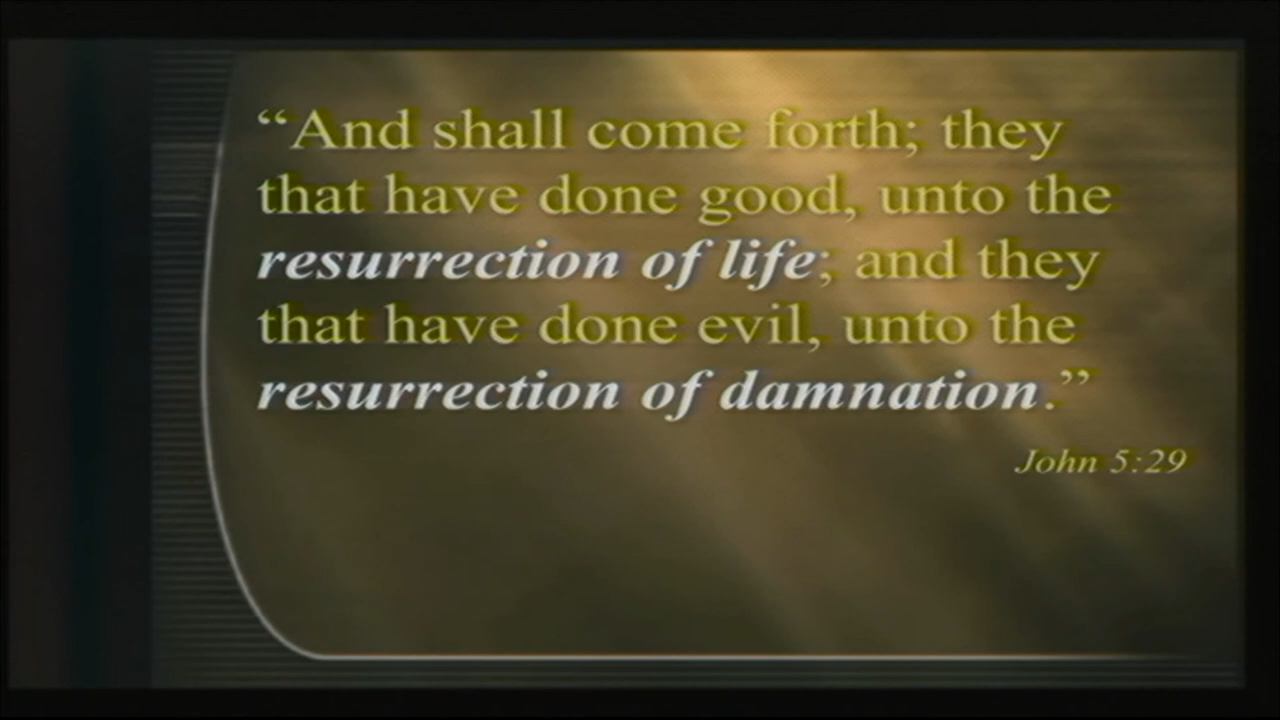 “And shall come forth; they
that have done good, unto the
resurrection of life; and they
that have done evil, unto the
resurrection of damnation.”
John 5:29